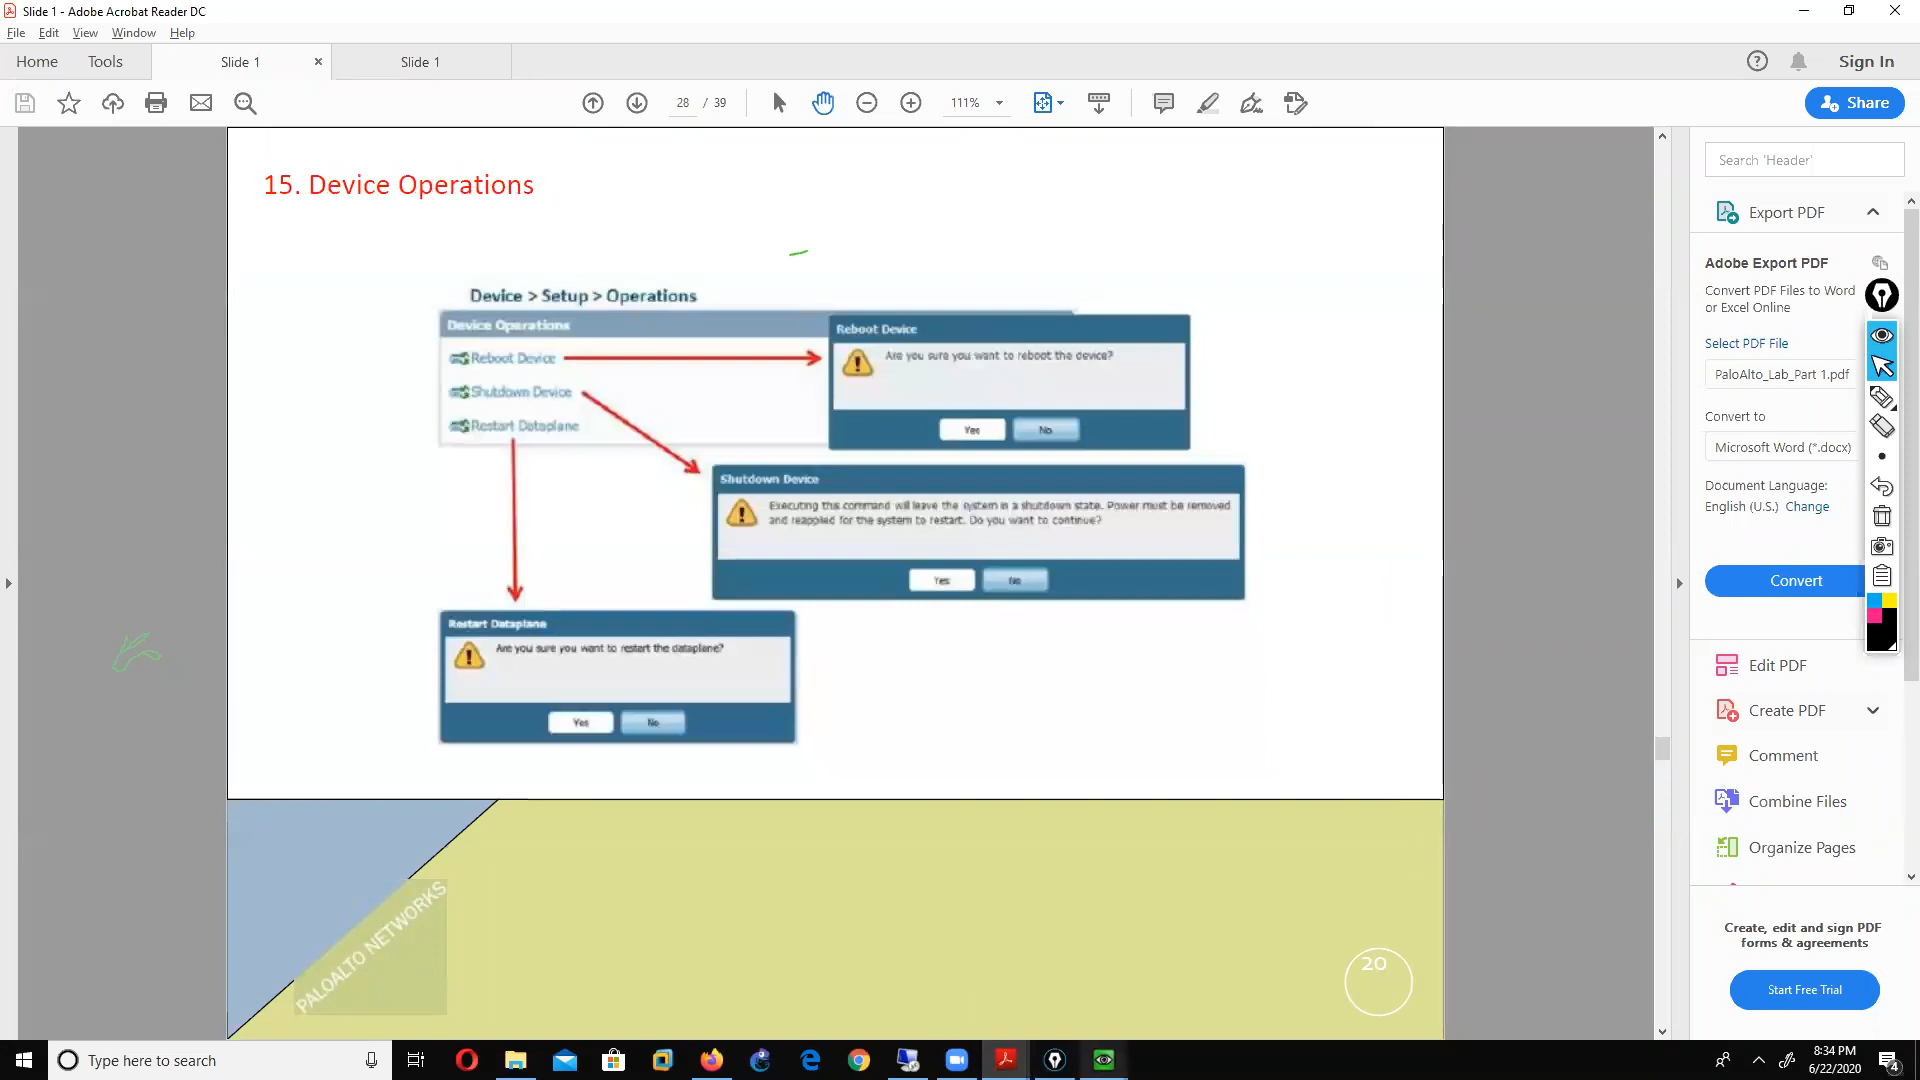 Slide 1 - Adobe Acrobat Reader DC
File Edit View Window Help
Home Tools Slide 1 Slide 1 Sign In
28 / 39 111% Share
15. Device Operations
Device > Setup > Operations
Device Operations
Reboot Device
Shutdown Device
Restart Dataplane
Reboot Device
Are you sure you want to reboot the device?
Yes No
Shutdown Device
Executing this command will leave the system in a shutdown state. Power must be removed
and reapplied for the system to restart. Do you want to continue?
Yes No
Restart Dataplane
Are you sure you want to restart the dataplane?
Yes No
PALOALTO NETWORKS
20
Search 'Header'
Export PDF
Adobe Export PDF
Convert PDF Files to Word
or Excel Online
Select PDF File
PaloAlto_Lab_Part 1.pdf
Convert to
Microsoft Word (*.docx)
Document Language:
English (U.S.) Change
Convert
Edit PDF
Create PDF
Comment
Combine Files
Organize Pages
Create, edit and sign PDF
forms & agreements
Start Free Trial
Type here to search
8:34 PM
6/22/2020
4